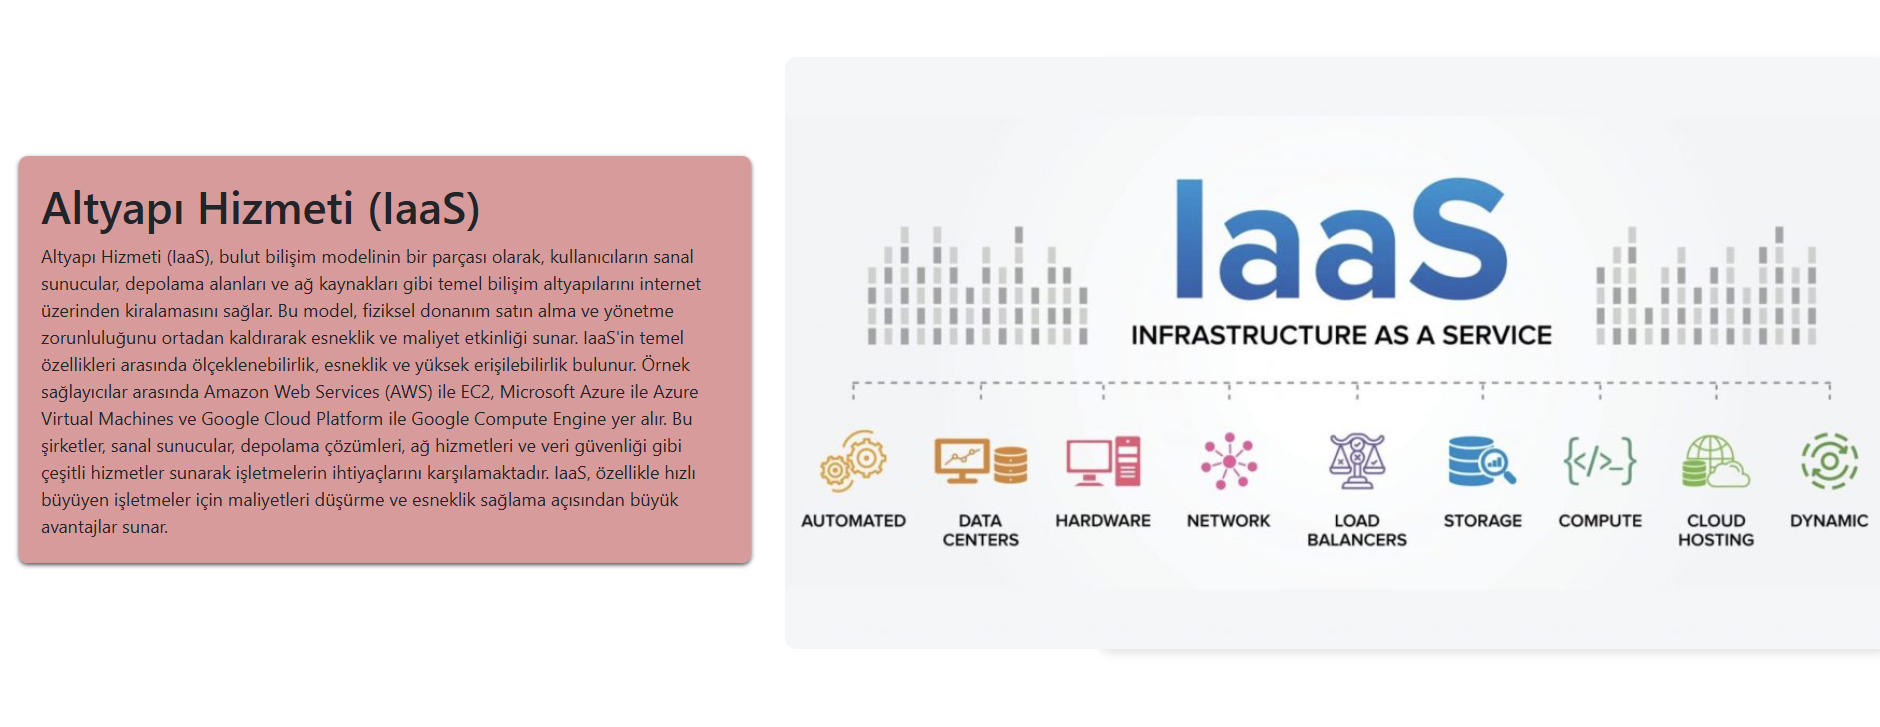 Altyapı Hizmeti (IaaS)
Altyapı Hizmeti (IaaS), bulut bilişim modelinin bir parçası olarak, kullanıcıların sanal
sunucular, depolama alanları ve ağ kaynakları gibi temel bilişim altyapılarını internet
üzerinden kiralamasını sağlar. Bu model, fiziksel donanım satın alma ve yönetme
zorunluluğunu ortadan kaldırarak esneklik ve maliyet etkinliği sunar. IaaS'in temel
özellikleri arasında ölçeklenebilirlik, esneklik ve yüksek erişilebilirlik bulunur. Örnek
sağlayıcılar arasında Amazon Web Services (AWS) ile EC2, Microsoft Azure ile Azure
Virtual Machines ve Google Cloud Platform ile Google Compute Engine yer alır. Bu
şirketler, sanal sunucular, depolama çözümleri, ağ hizmetleri ve veri güvenliği gibi
çeşitli hizmetler sunarak işletmelerin ihtiyaçlarını karşılamaktadır. IaaS, özellikle hızlı
büyüyen işletmeler için maliyetleri düşürme ve esneklik sağlama açısından büyük
avantajlar sunar.
IaaS
INFRASTRUCTURE AS A SERVICE
AUTOMATED
DATA
CENTERS
HARDWARE
NETWORK
LOAD
BALANCERS
STORAGE
COMPUTE
CLOUD
HOSTING
DYNAMIC